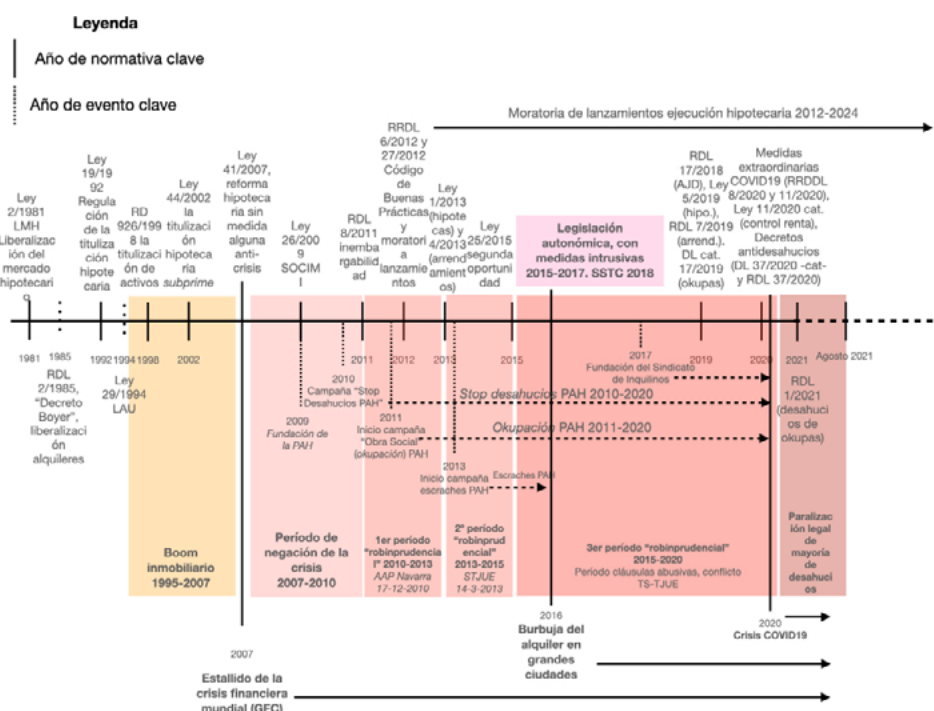 Leyenda
Año de normativa clave
Año de evento clave
Moratoria de lanzamientos ejecución hipotecaria 2012-2024
Ley
2/1981
LMH
Liberaliza
ción del
mercado
hipotecari
o
Ley
19/19
92
Regula
ción
de la
tituliza
ción
hipote
caria
RD
926/199
8 la
titulizaci
ón de
activos
Ley
44/2002
la
titulizaci
ón
hipoteca
ria
subprime
Ley
41/2007,
reforma
hipoteca
ria sin
medida
alguna
anti-
crisis
Ley
26/200
9
SOCIM
I
RDL
8/2011
inemba
rgabilid
ad
RRDL
6/2012 y
27/2012
Código
de
Buenas
Prácticas
y
moratori
a
lanzamie
ntos
Ley
1/2013
(hipote
cas) y
4/2013
(arrend
amient
os)
Ley
25/2015
segunda
oportuni
dad
Legislación
autonómica, con
medidas intrusivas
2015-2017. SSTC 2018
RDL
17/2018
(AJD), Ley
5/2019
(hipo.),
RDL 7/2019
(arrend.).
DL cat.
17/2019
(okupas)
Medidas
extraordinarias
COVID19 (RRDDL
8/2020 y 11/2020),
Ley 11/2020 cat.
(control renta),
Decretos
antidesahucios
(DL 37/2020 -cat-
y RDL 37/2020)
1981
1985
1992
1994
1998
2002
2011
2012
2013
2015
2017
2019
2020
2021
Agosto 2021
RDL
2/1985,
"Decreto
Boyer",
liberalizaci
ón
alquileres
Ley
29/1994
LAU
2009
Fundación de
la PAH
2010
Campaña "Stop
Desahucios PAH"
2011
Inicio campaña
"Obra Social"
(okupación) PAH
2013
Inicio campaña
escraches PAH
Escraches PAH
Fundación del Sindicato
de Inquilinos
Stop desahucios PAH 2010-2020
Okupación PAH 2011-2020
RDL
1/2021
(desahuci
os de
okupas)
Boom
inmobiliario
1995-2007
Período de
negación de la
crisis
2007-2010
1er período
"robinprudencia
l" 2010-2013
AAP Navarra
17-12-2010
2º período
"robinprud
encial"
2013-2015
STJUE
14-3-2013
3er período "robinprudencial"
2015-2020
Período cláusulas abusivas, conflicto
TS-TJUE
Paralizac
ión legal
de
mayoría
de
desahuci
os
2007
Estallido de la
crisis financiera
mundial (GFC)
2016
Burbuja del
alquiler en
grandes
ciudades
2020
Crisis COVID19